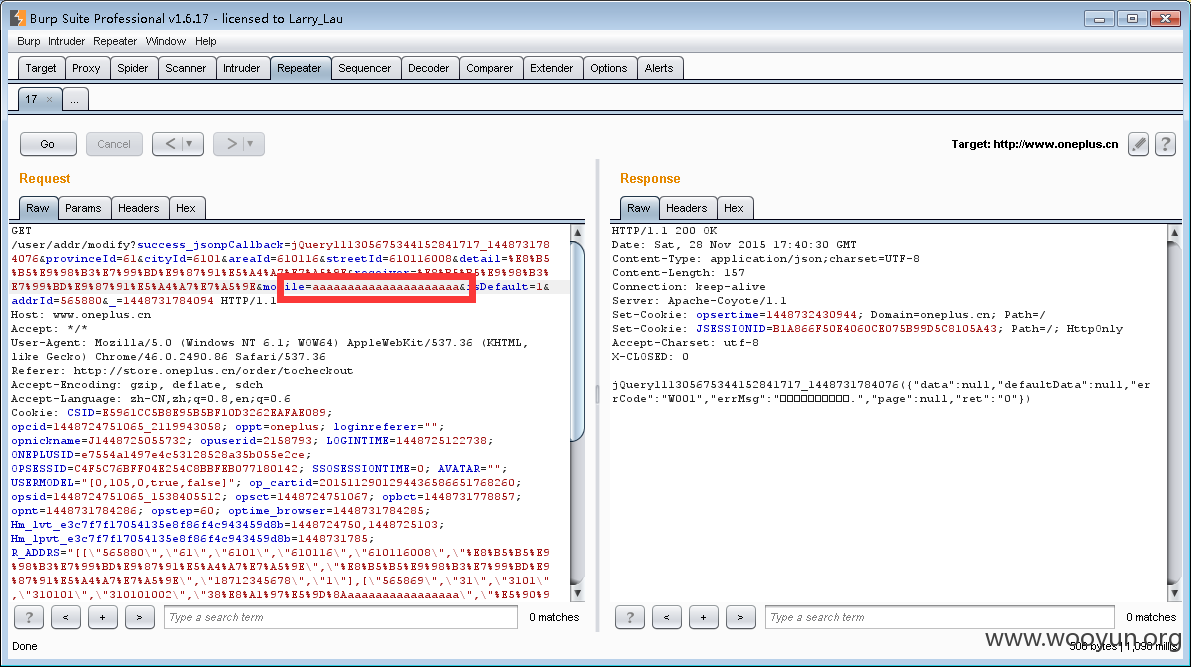 Burp Suite Professional v1.6.17 - licensed to Larry_Lau
Burp Intruder Repeater Window Help
Target Proxy Spider Scanner Intruder Repeater Sequencer Decoder Comparer Extender Options Alerts
17 × ...
Go Cancel < > Target: http://www.oneplus.cn ?
Request
Raw Params Headers Hex
GET
/user/addr/modify?success_jsonpCallback=jQuery111305675344152841717_144873178
4076&provinceId=61&cityId=6101&areaId=610116&streetId=610116008&detail=%E8%B5
%B5%E9%98%B3%E7%99%BD%E9%87%91%E5%A4%A7%E7%A5%9E&receiver=%E8%B5%B5%E9%98%B3%
E7%99%BD%E9%87%91%E5%A4%A7%E7%A5%9E&mo ile=aaaaaaaaaaaaaaaaaaaaa&isDefault=1&
addrId=565880&_=1448731784094 HTTP/1.1
Host: www.oneplus.cn
Accept: */*
User-Agent: Mozilla/5.0 (Windows NT 6.1; WOW64) AppleWebKit/537.36 (KHTML,
like Gecko) Chrome/46.0.2490.86 Safari/537.36
Referer: http://store.oneplus.cn/order/tocheckout
Accept-Encoding: gzip, deflate, sdch
Accept-Language: zh-CN,zh;q=0.8,en;q=0.6
Cookie: CSID=E5961CC5B8E95B5BF10D3262EAFAE089;
opcid=1448724751065_2119943058; oppt=oneplus; loginreferer="";
opnickname=J1448725055732; opuserid=2158793; LOGINTIME=1448725122738;
ONEPLUSID=e7554a1497e4c53128528a35b055e2ce;
OPSESSID=C4F5C76BFF04E254C8BBFEB077180142; SSOSESSIONTIME=0; AVATAR="";
USERMODEL="[0,105,0,true,false]"; op_cartid=2015112901294436586651768260;
opsid=1448724751065_1538405512; opsct=1448724751067; opbct=1448731778857;
opnt=1448731784286; opstep=60; optime_browser=1448731784285;
Hm_lvt_e3c7f7f17054135e8f86f4c943459d8b=1448724750,1448725103;
Hm_lpvt_e3c7f7f17054135e8f86f4c943459d8b=1448731785;
R_ADDRS="[[\"565880\",\"61\",\"6101\",\"610116\",\"610116008\",\"%E8%B5%B5%E9
%98%B3%E7%99%BD%E9%87%91%E5%A4%A7%E7%A5%9E\",\"%E8%B5%B5%E9%98%B3%E7%99%BD%E9
%87%91%E5%A4%A7%E7%A5%9E\",\"18712345678\",\"1\"],[\"565869\",\"31\",\"3101\"
,\"310101\",\"310101002\",\"38%E8%A1%97%E5%9D%8Aaaaaaaaaaaaaaaaaa\",\"%E5%90%9
? < + > Type a search term 0 matches
Done
Response
Raw Headers Hex
HTTP/1.1 200 OK
Date: Sat, 28 Nov 2015 17:40:30 GMT
Content-Type: application/json;charset=UTF-8
Content-Length: 157
Connection: keep-alive
Server: Apache-Coyote/1.1
Set-Cookie: opsertime=1448732430944; Domain=oneplus.cn; Path=/
Set-Cookie: JSESSIONID=B1A866F50E4060CE075B99D5C8105A43; Path=/; HttpOnly
Accept-Charset: utf-8
X-CLOSED: 0
jQuery111305675344152841717_1448731784076({"data":null,"defaultData":null,"err
Code":"W001","errMsg":"□□□□□□□□□□.","page":null,"ret":"0"})
? < + > Type a search term 0 matches
www.wooyun.org